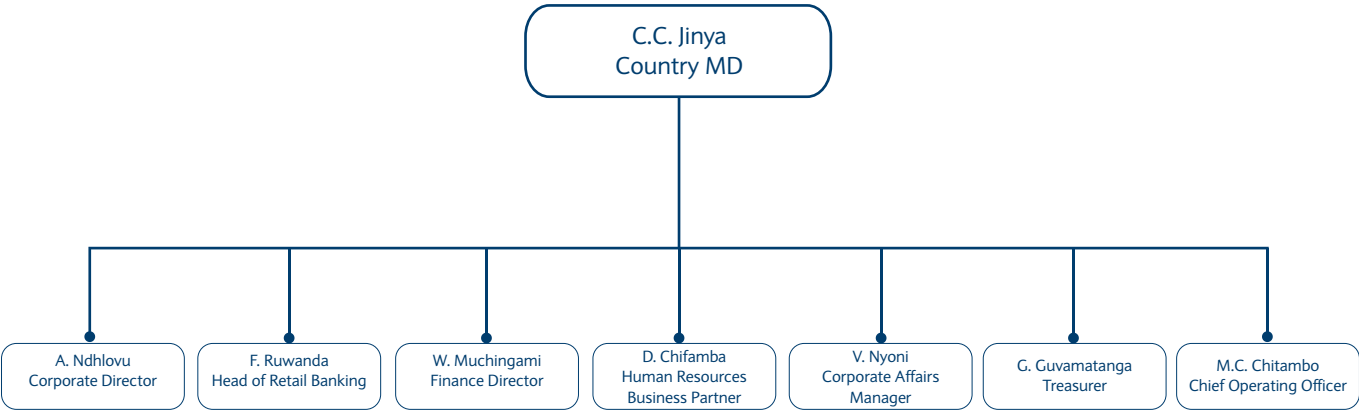 C.C. Jinya
Country MD
A. Ndhlovu
Corporate Director
F. Ruwanda
Head of Retail Banking
W. Muchingami
Finance Director
D. Chifamba
Human Resources
Business Partner
V. Nyoni
Corporate Affairs
Manager
G. Guvamatanga
Treasurer
M.C. Chitambo
Chief Operating Officer